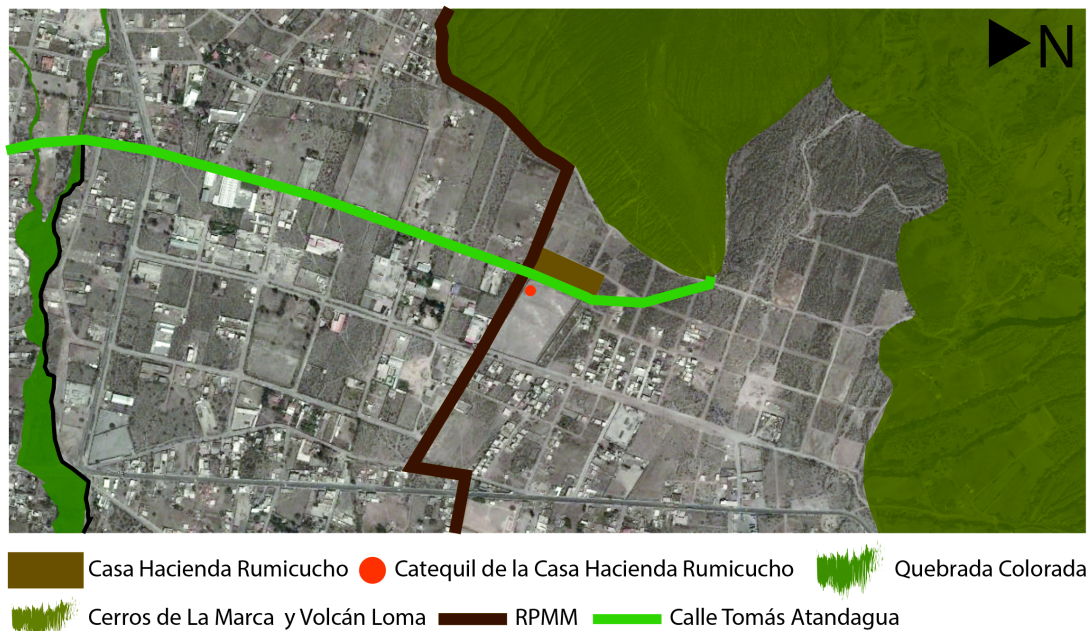 N
Casa Hacienda Rumicucho Catequil de la Casa Hacienda Rumicucho Quebrada Colorada
Cerros de La Marca y Volcán Loma RPMM Calle Tomás Atandagua